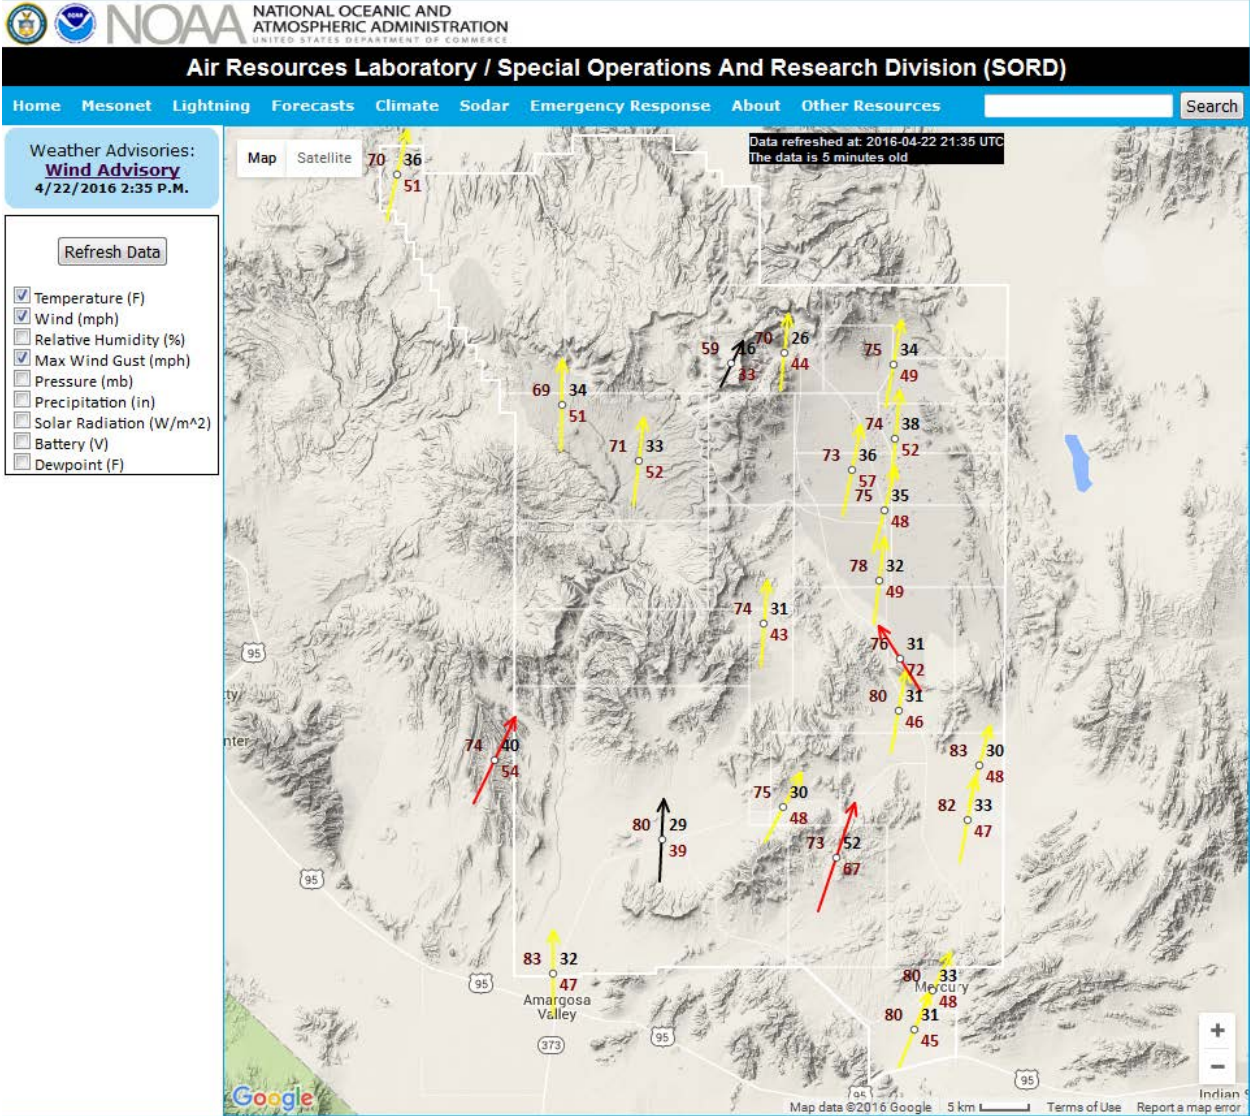 NOAA
NATIONAL OCEANIC AND
ATMOSPHERIC ADMINISTRATION
UNITED STATES DEPARTMENT OF COMMERCE
Air Resources Laboratory / Special Operations And Research Division (SORD)
Home Mesonet Lightning Forecasts Climate Sodar Emergency Response About Other Resources Search
Weather Advisories:
Wind Advisory
4/22/2016 2:35 P.M.
Refresh Data
Temperature (F)
Wind (mph)
Relative Humidity (%)
Max Wind Gust (mph)
Pressure (mb)
Precipitation (in)
Solar Radiation (W/m^2)
Battery (V)
Dewpoint (F)
Map Satellite
Data refreshed at: 2016-04-22 21:35 UTC
The data is 5 minutes old
70 36
51
59 16
33
70 26
44
75 34
49
69 34
51
71 33
52
74 38
52
73 36
57
75 35
48
78 32
49
74 31
43
95
76 31
72
80 31
46
nter
74 40
54
83 30
48
75 30
48
82 33
47
80 29
39
73 52
67
95
83 32
47
95
Amargosa
Valley
80 33
Mercury
48
80 31
45
373
95
+
−
95
95
Indian S
Google
Map data ©2016 Google 5 km Terms of Use Report a map error